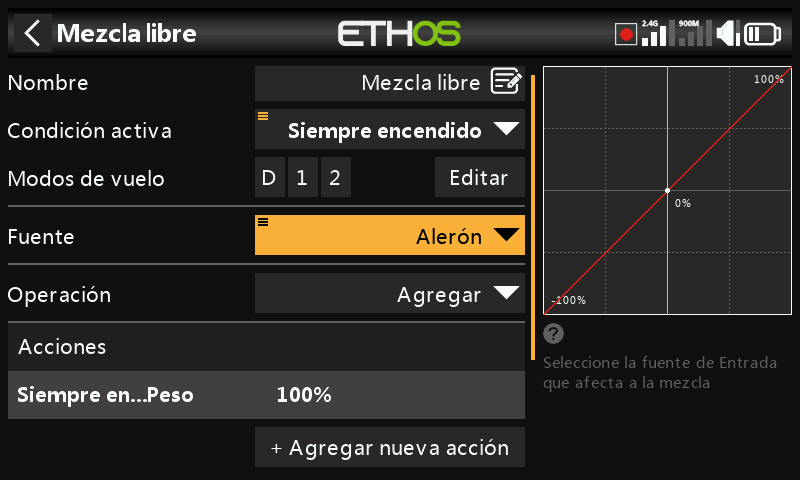 Mezcla libre
ETHOS
2.4G
900M
Nombre
Mezcla libre
Condición activa
Siempre encendido
Modos de vuelo
D
1
2
Editar
Fuente
Alerón
Operación
Agregar
Acciones
Siempre en...Peso
100%
+ Agregar nueva acción
100%
0%
-100%
?
Seleccione la fuente de Entrada
que afecta a la mezcla